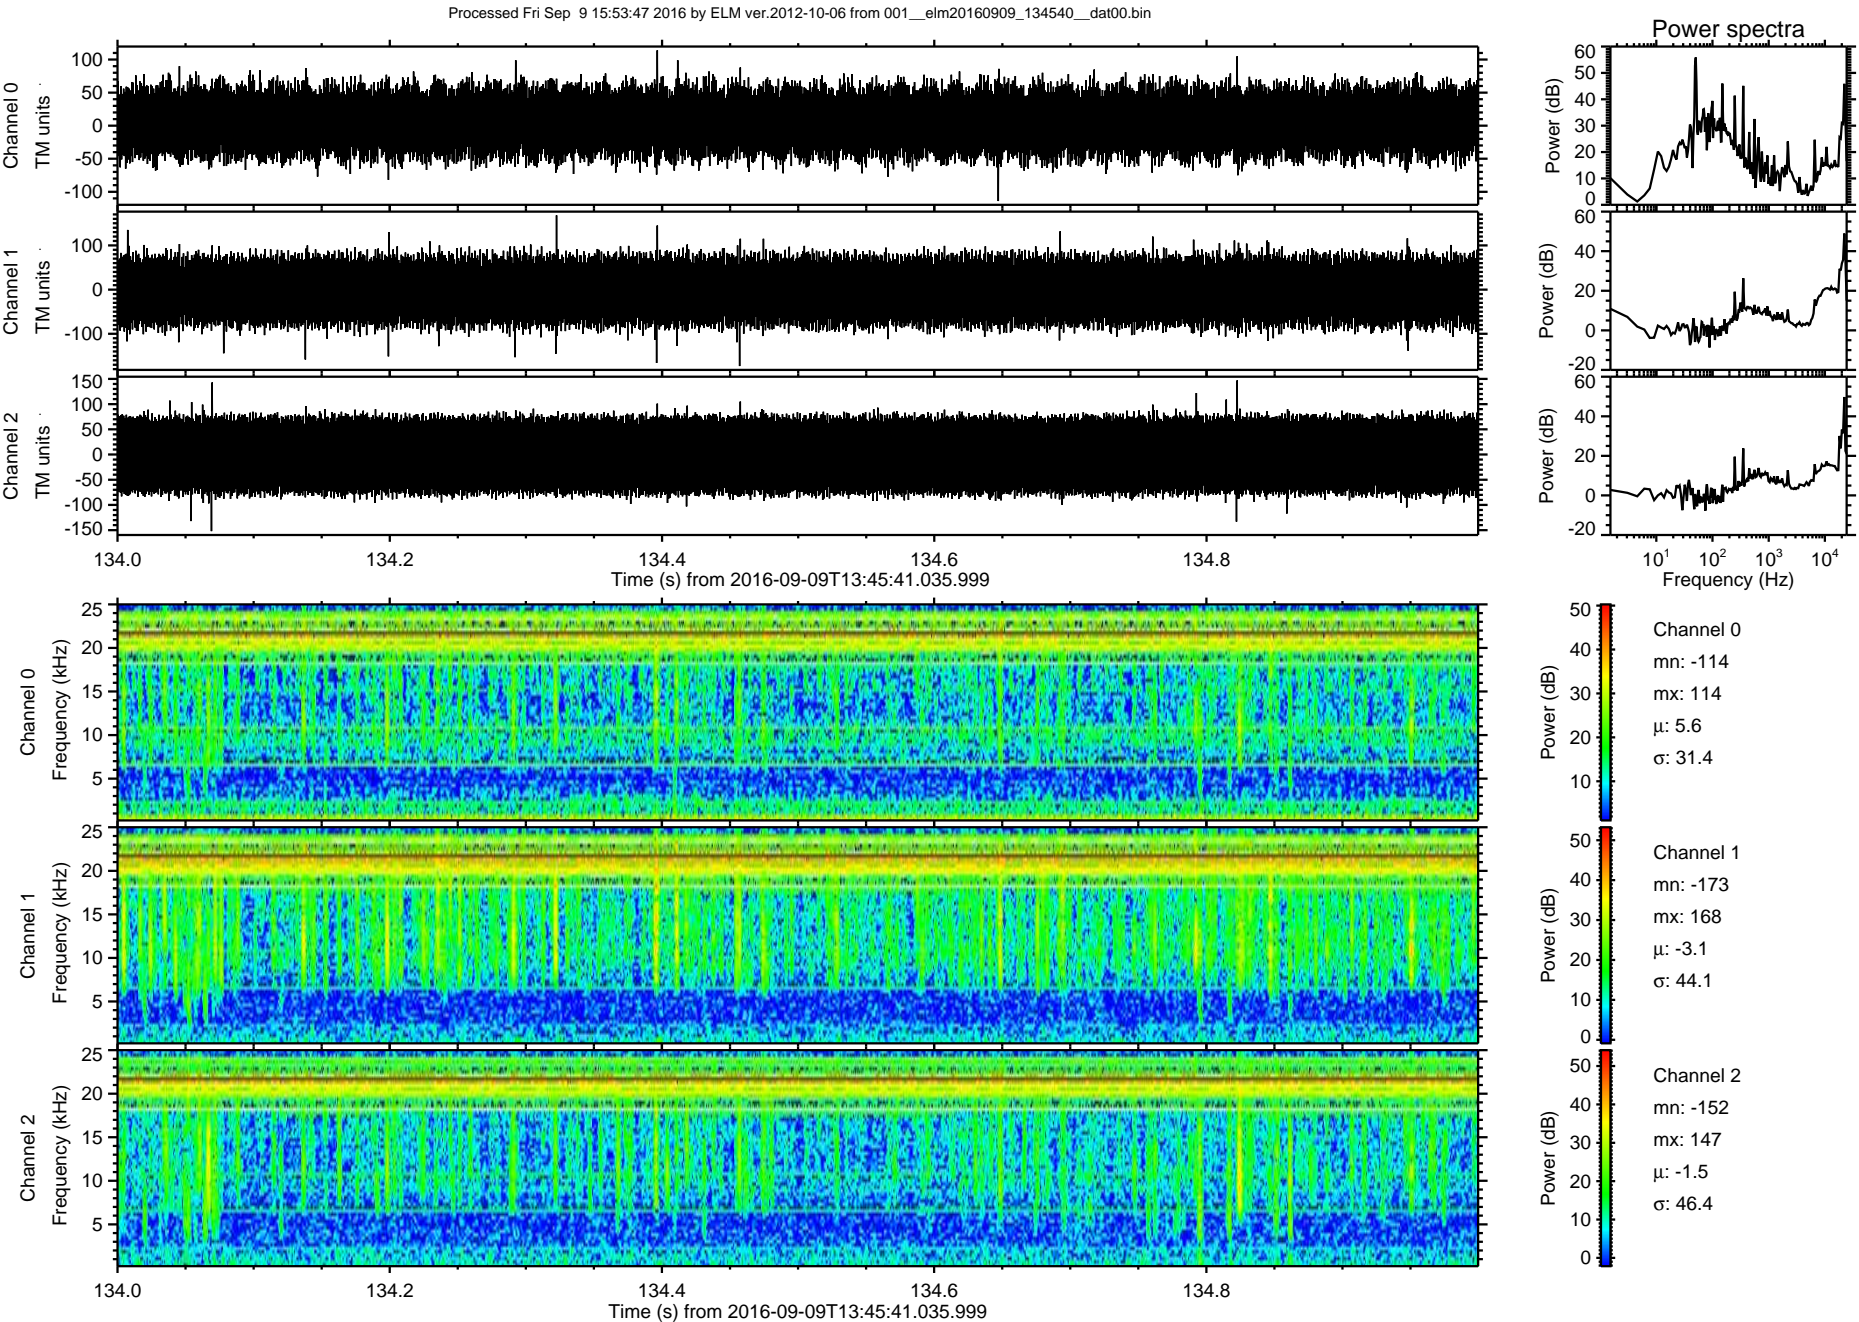 Processed Fri Sep  9 15:53:47 2016 by ELM ver.2012-10-06 from 001__elm20160909_134540__dat00.bin
Power spectra
Channel 0
TM units
100
50
0
-50
-100
Power (dB)
60
50
40
30
20
10
0
Channel 1
TM units
100
0
-100
Power (dB)
60
40
20
0
-20
Channel 2
TM units
150
100
50
0
-50
-100
-150
Power (dB)
60
40
20
0
-20
134.0 134.2 134.4 134.6 134.8
Time (s) from 2016-09-09T13:45:41.035.999
10¹ 10² 10³ 10⁴
Frequency (Hz)
Channel 0
Frequency (kHz)
25
20
15
10
5
Power (dB)
50
40
30
20
10
Channel 0
mn: -114
mx: 114
μ: 5.6
σ: 31.4
Channel 1
Frequency (kHz)
25
20
15
10
5
Power (dB)
50
40
30
20
10
0
Channel 1
mn: -173
mx: 168
μ: -3.1
σ: 44.1
Channel 2
Frequency (kHz)
25
20
15
10
5
Power (dB)
50
40
30
20
10
0
Channel 2
mn: -152
mx: 147
μ: -1.5
σ: 46.4
134.0 134.2 134.4 134.6 134.8
Time (s) from 2016-09-09T13:45:41.035.999